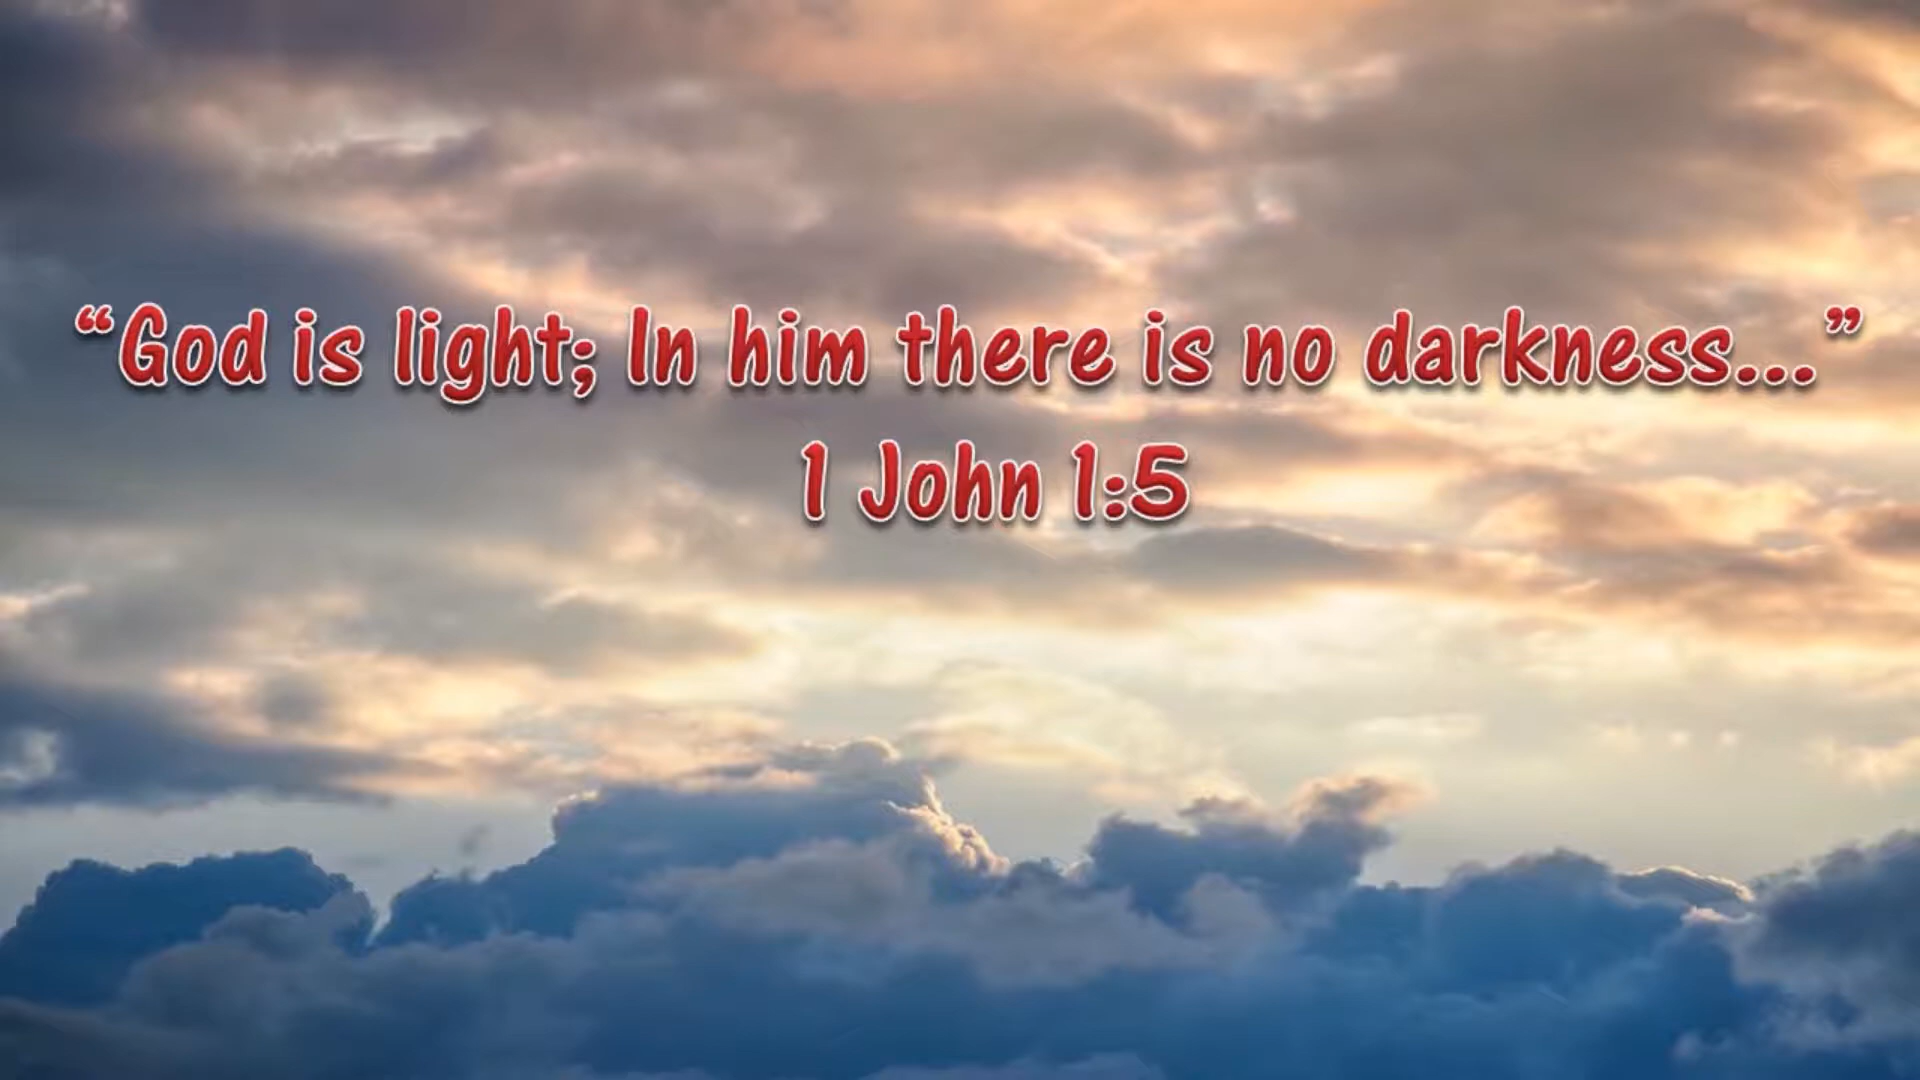 “God is light; In him there is no darkness...”
1 John 1:5